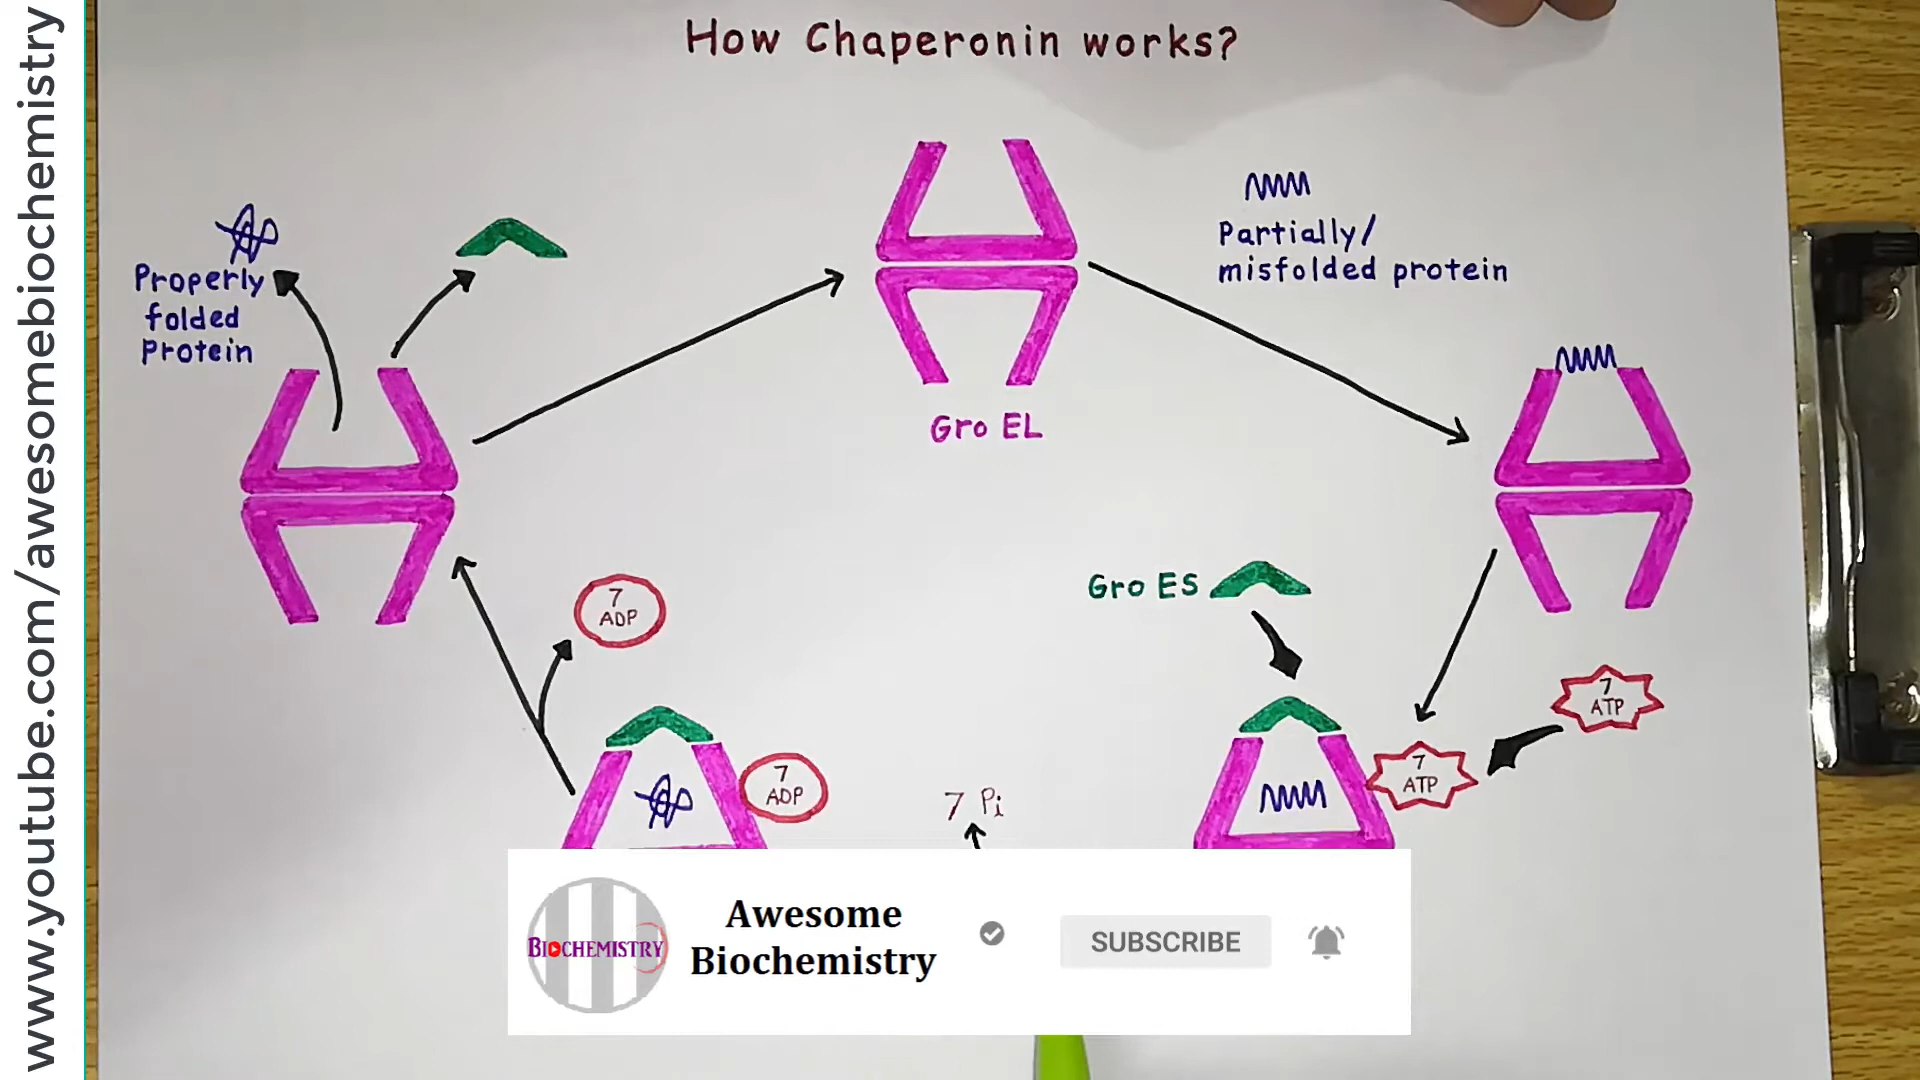 www.youtube.com/awesomebiochemistry
How Chaperonin works?
Partially/
misfolded protein
Properly
folded
Protein
Gro EL
Gro ES
7
ADP
7
ATP
7
ADP
7 Pi
7
ATP
BIOCHEMISTRY
Awesome
Biochemistry
SUBSCRIBE